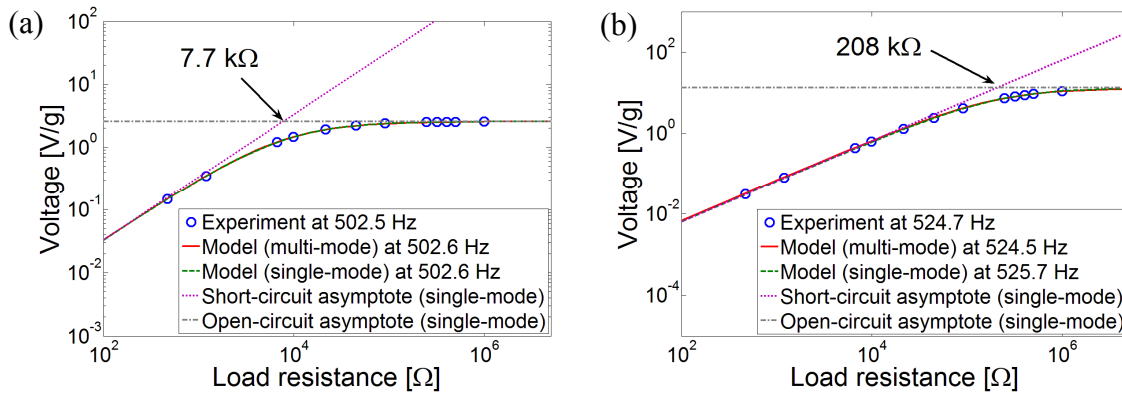 (a)
10^2
10^1
10^0
10^-1
10^-2
10^-3
Voltage [V/g]
7.7 kΩ
Experiment at 502.5 Hz
Model (multi-mode) at 502.6 Hz
Model (single-mode) at 502.6 Hz
Short-circuit asymptote (single-mode)
Open-circuit asymptote (single-mode)
10^2
10^4
10^6
Load resistance [Ω]
(b)
10^2
10^0
10^-2
10^-4
Voltage [V/g]
208 kΩ
Experiment at 524.7 Hz
Model (multi-mode) at 524.5 Hz
Model (single-mode) at 525.7 Hz
Short-circuit asymptote (single-mode)
Open-circuit asymptote (single-mode)
10^2
10^4
10^6
Load resistance [Ω]